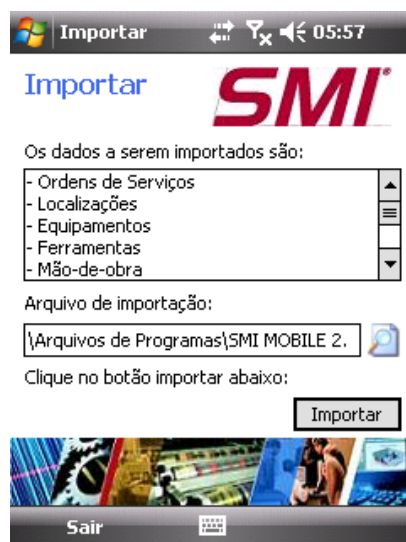 Importar 05:57
Importar SMI®
Os dados a serem importados são:
- Ordens de Serviços
- Localizações
- Equipamentos
- Ferramentas
- Mão-de-obra
Arquivo de importação:
\Arquivos de Programas\SMI MOBILE 2.
Clique no botão importar abaixo:
Importar
Sair